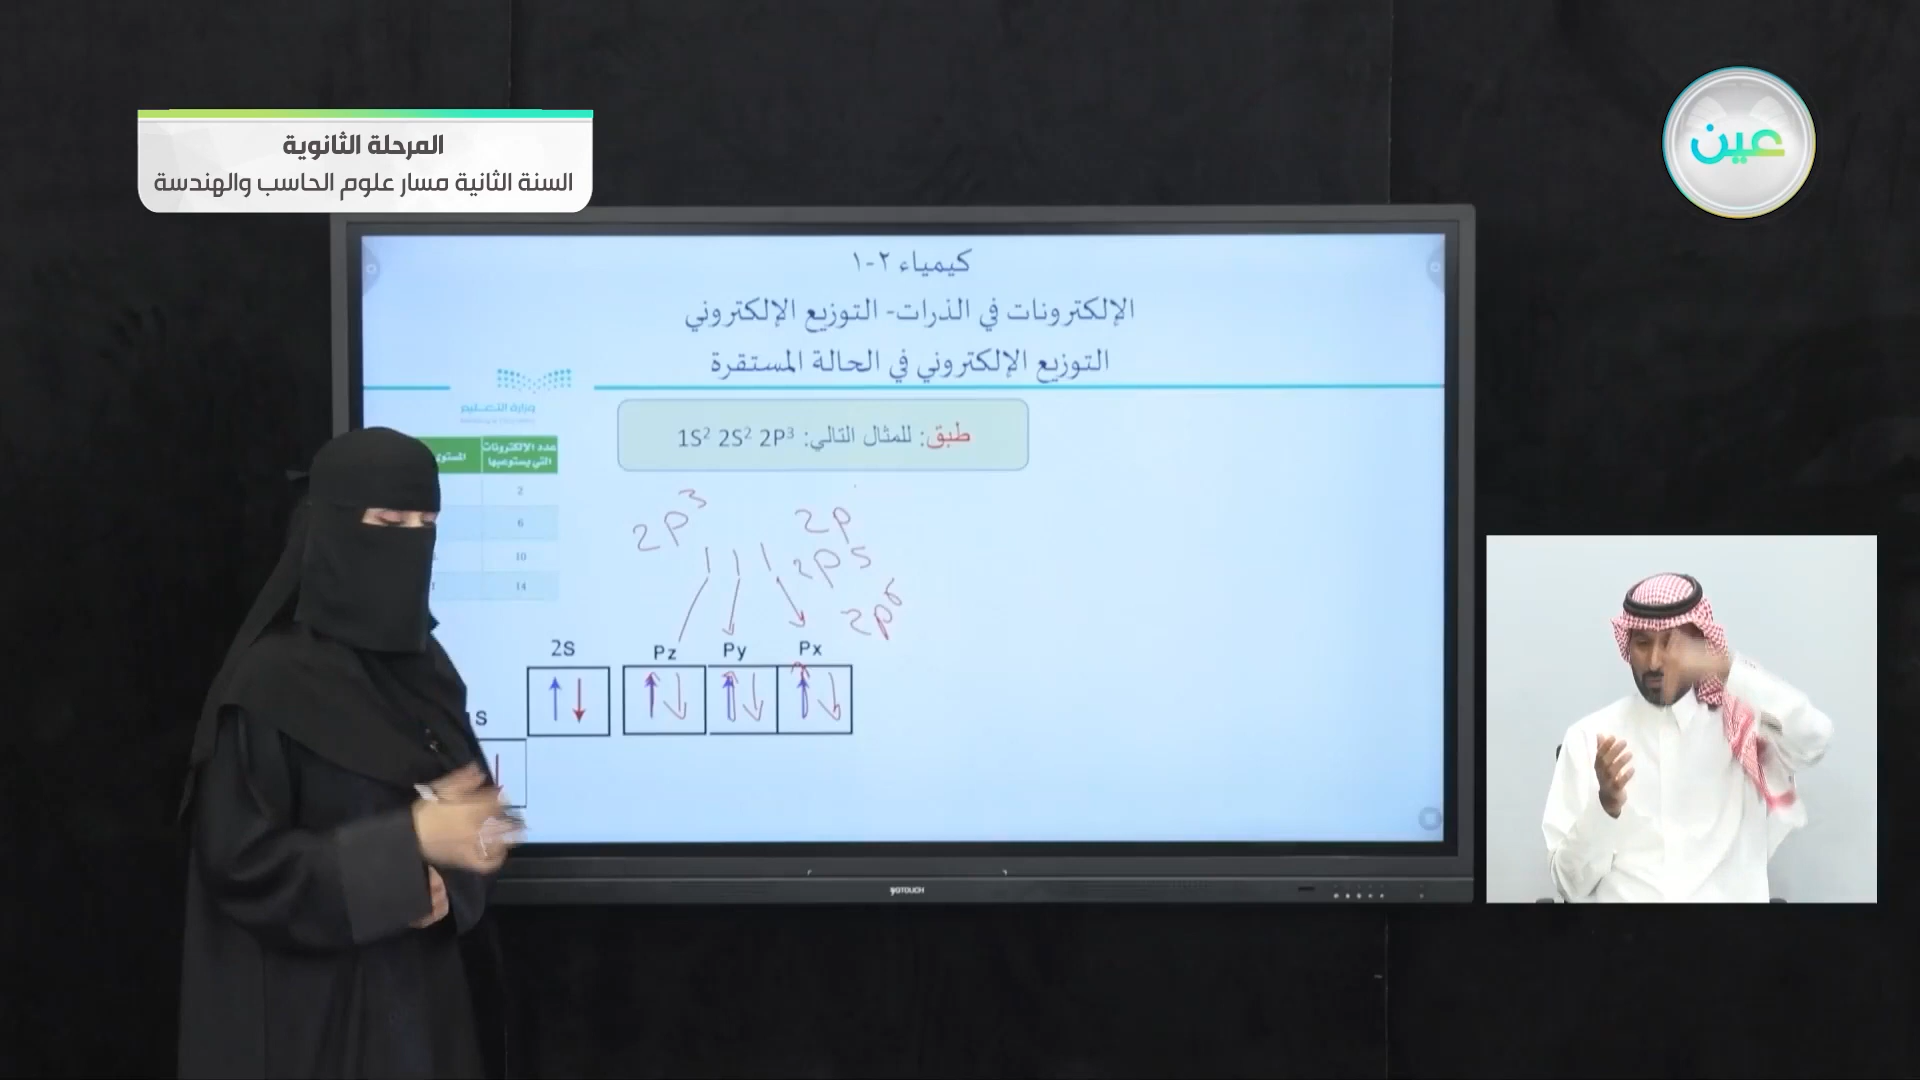 المرحلة الثانوية
السنة الثانية مسار علوم الحاسب والهندسة
عين
كيمياء ٢-١
الإلكترونات في الذرات- التوزيع الإلكتروني
التوزيع الإلكتروني في الحالة المستقرة
وزارة التعليم
طبق: للمثال التالي: 1S² 2S² 2P³
عدد الإلكترونات
التي يستوعبها
2
6
10
14
2p³
2p
2p5
2p6
2S Pz Py Px
S